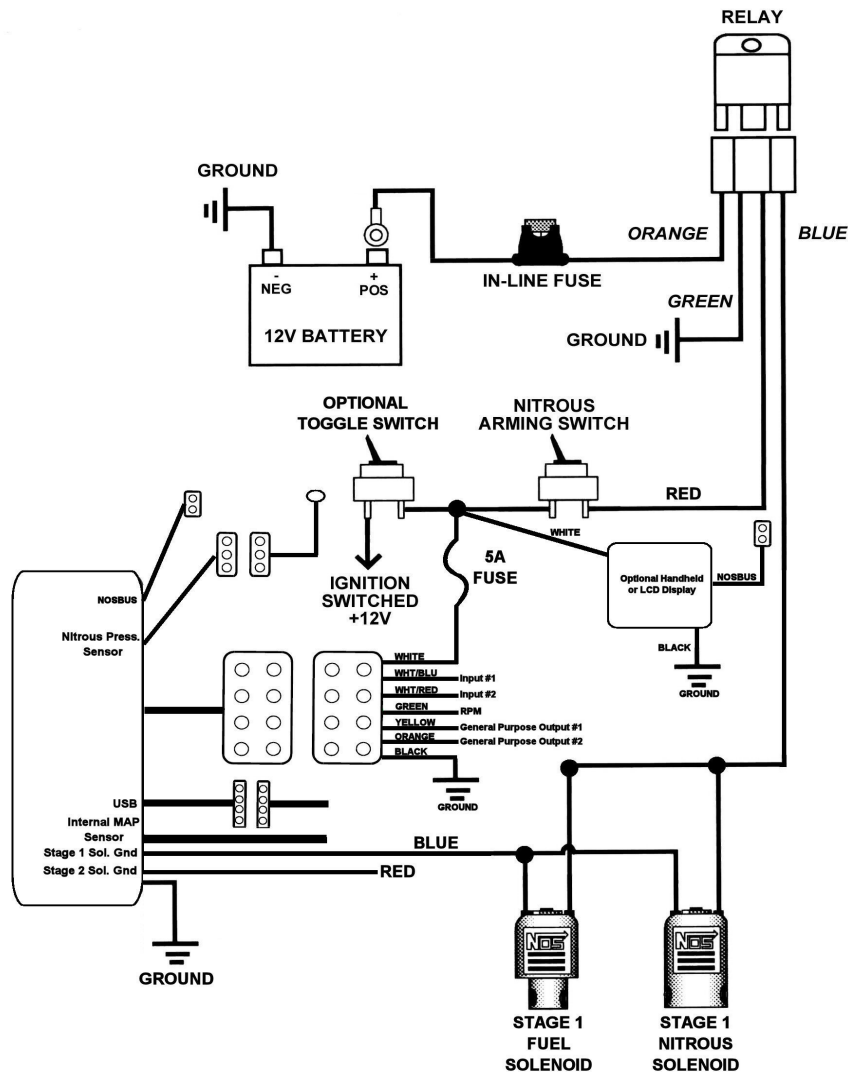 RELAY
GROUND
ORANGE
BLUE
-
NEG
+
POS
IN-LINE FUSE
GREEN
12V BATTERY
GROUND
OPTIONAL
TOGGLE SWITCH
NITROUS
ARMING SWITCH
RED
WHITE
5A
FUSE
IGNITION
SWITCHED
+12V
Optional Handheld
or LCD Display
NOSBUS
NOSBUS
Nitrous Press.
Sensor
BLACK
GROUND
WHITE
WHT/BLU
Input #1
WHT/RED
Input #2
GREEN
RPM
YELLOW
General Purpose Output #1
ORANGE
General Purpose Output #2
BLACK
GROUND
USB
Internal MAP
Sensor
Stage 1 Sol. Gnd
BLUE
Stage 2 Sol. Gnd
RED
GROUND
NOS
NOS
STAGE 1
FUEL
SOLENOID
STAGE 1
NITROUS
SOLENOID